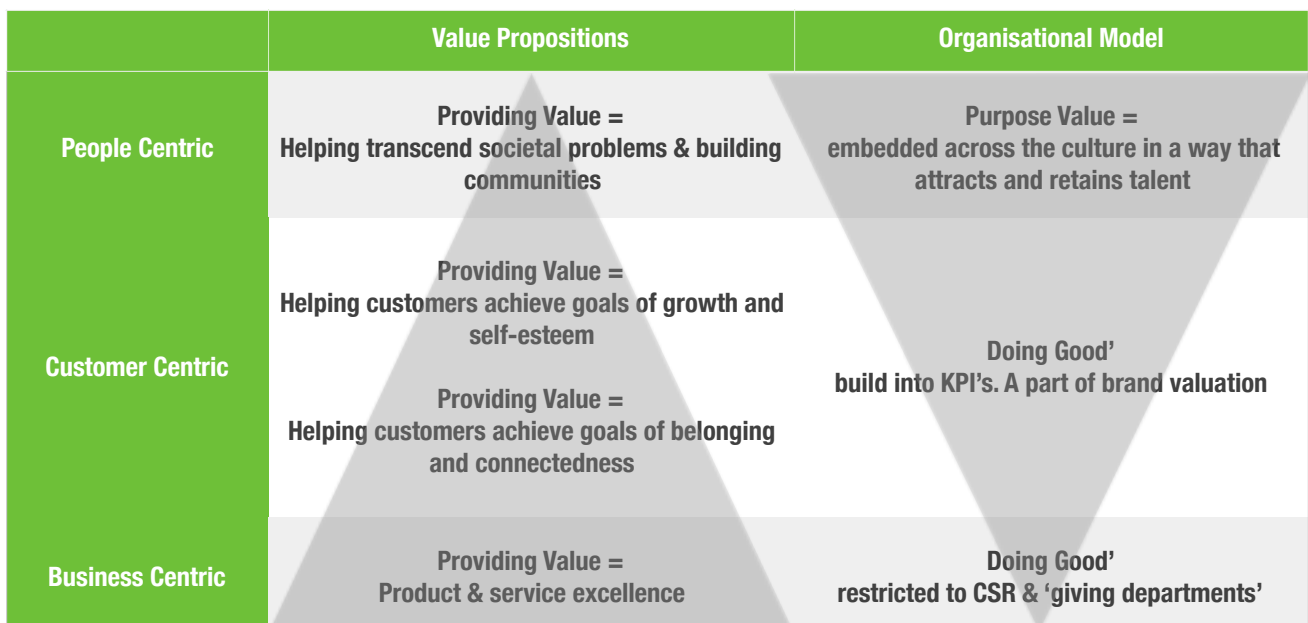 Value Propositions
Organisational Model
People Centric
Providing Value =
Helping transcend societal problems & building
communities
Purpose Value =
embedded across the culture in a way that
attracts and retains talent
Customer Centric
Providing Value =
Helping customers achieve goals of growth and
self-esteem
Providing Value =
Helping customers achieve goals of belonging
and connectedness
Doing Good’
build into KPI’s. A part of brand valuation
Business Centric
Providing Value =
Product & service excellence
Doing Good’
restricted to CSR & ‘giving departments’